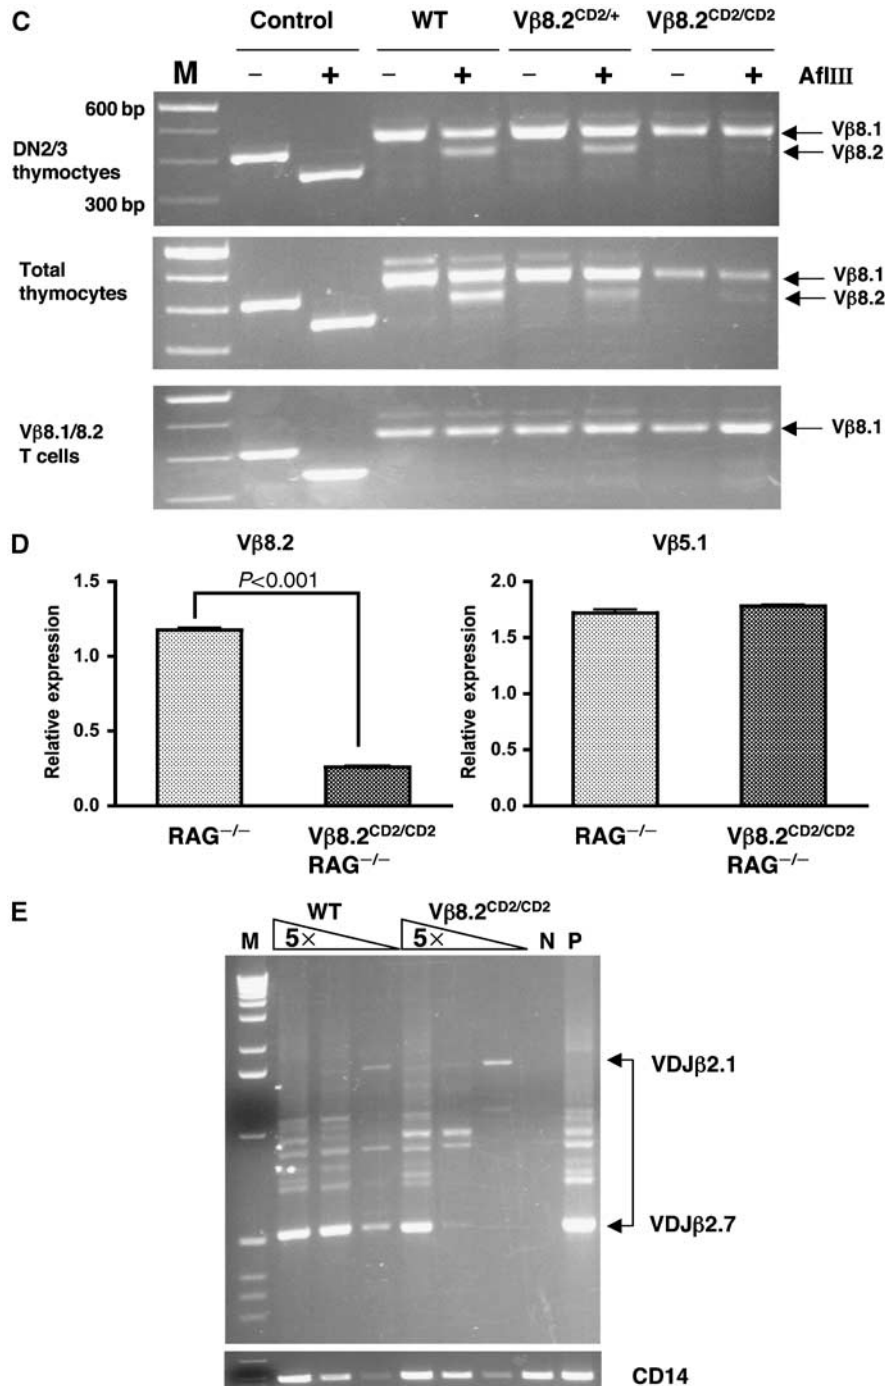 C
Control WT Vβ8.2CD2/+ Vβ8.2CD2/CD2
M − + − + − + − + AflIII
600 bp
DN2/3
thymoctyes
300 bp
Vβ8.1
Vβ8.2
Total
thymocytes
Vβ8.1
Vβ8.2
Vβ8.1/8.2
T cells
Vβ8.1
D
Vβ8.2
P<0.001
Relative expression
1.5
1.0
0.5
0.0
RAG−/−
Vβ8.2CD2/CD2
RAG−/−
Vβ5.1
Relative expression
2.0
1.5
1.0
0.5
0.0
RAG−/−
Vβ8.2CD2/CD2
RAG−/−
E
WT Vβ8.2CD2/CD2
M 5× 5× N P
VDJβ2.1
VDJβ2.7
CD14